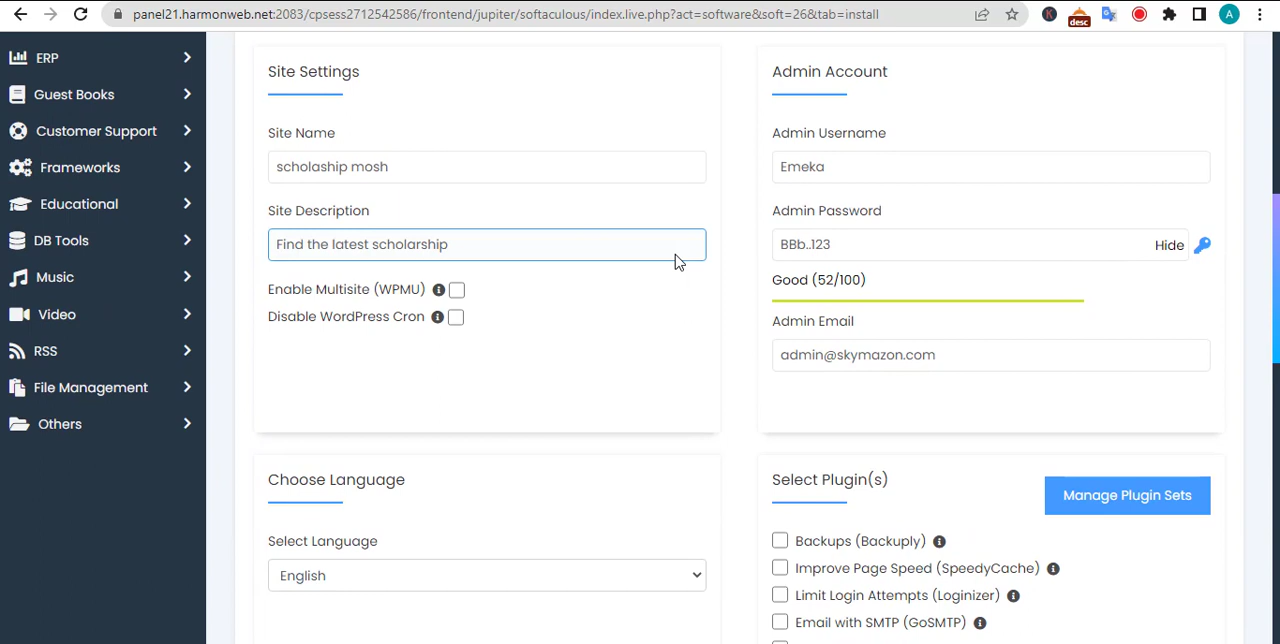 panel21.harmonweb.net:2083/cpsess2712542586/frontend/jupiter/softaculous/index.live.php?act=software&soft=26&tab=install
K
desc
A
ERP
Guest Books
Customer Support
Frameworks
Educational
DB Tools
Music
Video
RSS
File Management
Others
Site Settings
Site Name
scholaship mosh
Site Description
Find the latest scholarship
Enable Multisite (WPMU)
Disable WordPress Cron
Admin Account
Admin Username
Emeka
Admin Password
BBb..123
Hide
Good (52/100)
Admin Email
admin@skymazon.com
Choose Language
Select Language
English
Select Plugin(s)
Manage Plugin Sets
Backups (Backuply)
Improve Page Speed (SpeedyCache)
Limit Login Attempts (Loginizer)
Email with SMTP (GoSMTP)